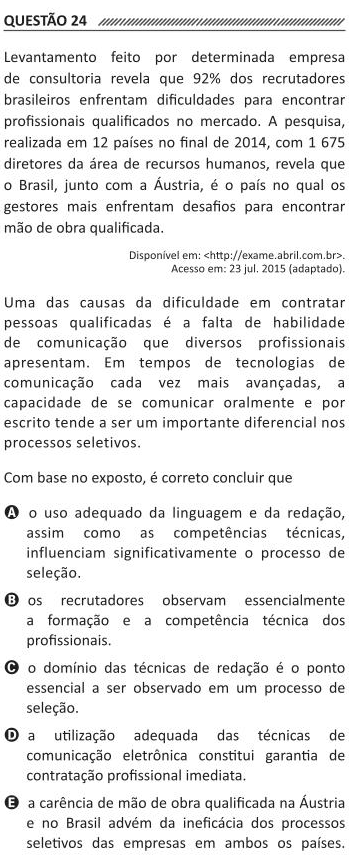 QUESTÃO 24
Levantamento feito por determinada empresa
de consultoria revela que 92% dos recrutadores
brasileiros enfrentam dificuldades para encontrar
profissionais qualificados no mercado. A pesquisa,
realizada em 12 países no final de 2014, com 1 675
diretores da área de recursos humanos, revela que
o Brasil, junto com a Áustria, é o país no qual os
gestores mais enfrentam desafios para encontrar
mão de obra qualificada.
Disponível em: <http://exame.abril.com.br>.
Acesso em: 23 jul. 2015 (adaptado).
Uma das causas da dificuldade em contratar
pessoas qualificadas é a falta de habilidade
de comunicação que diversos profissionais
apresentam. Em tempos de tecnologias de
comunicação cada vez mais avançadas, a
capacidade de se comunicar oralmente e por
escrito tende a ser um importante diferencial nos
processos seletivos.
Com base no exposto, é correto concluir que
A o uso adequado da linguagem e da redação,
assim como as competências técnicas,
influenciam significativamente o processo de
seleção.
B os recrutadores observam essencialmente
a formação e a competência técnica dos
profissionais.
C o domínio das técnicas de redação é o ponto
essencial a ser observado em um processo de
seleção.
D a utilização adequada das técnicas de
comunicação eletrônica constitui garantia de
contratação profissional imediata.
E a carência de mão de obra qualificada na Áustria
e no Brasil advém da ineficácia dos processos
seletivos das empresas em ambos os países.